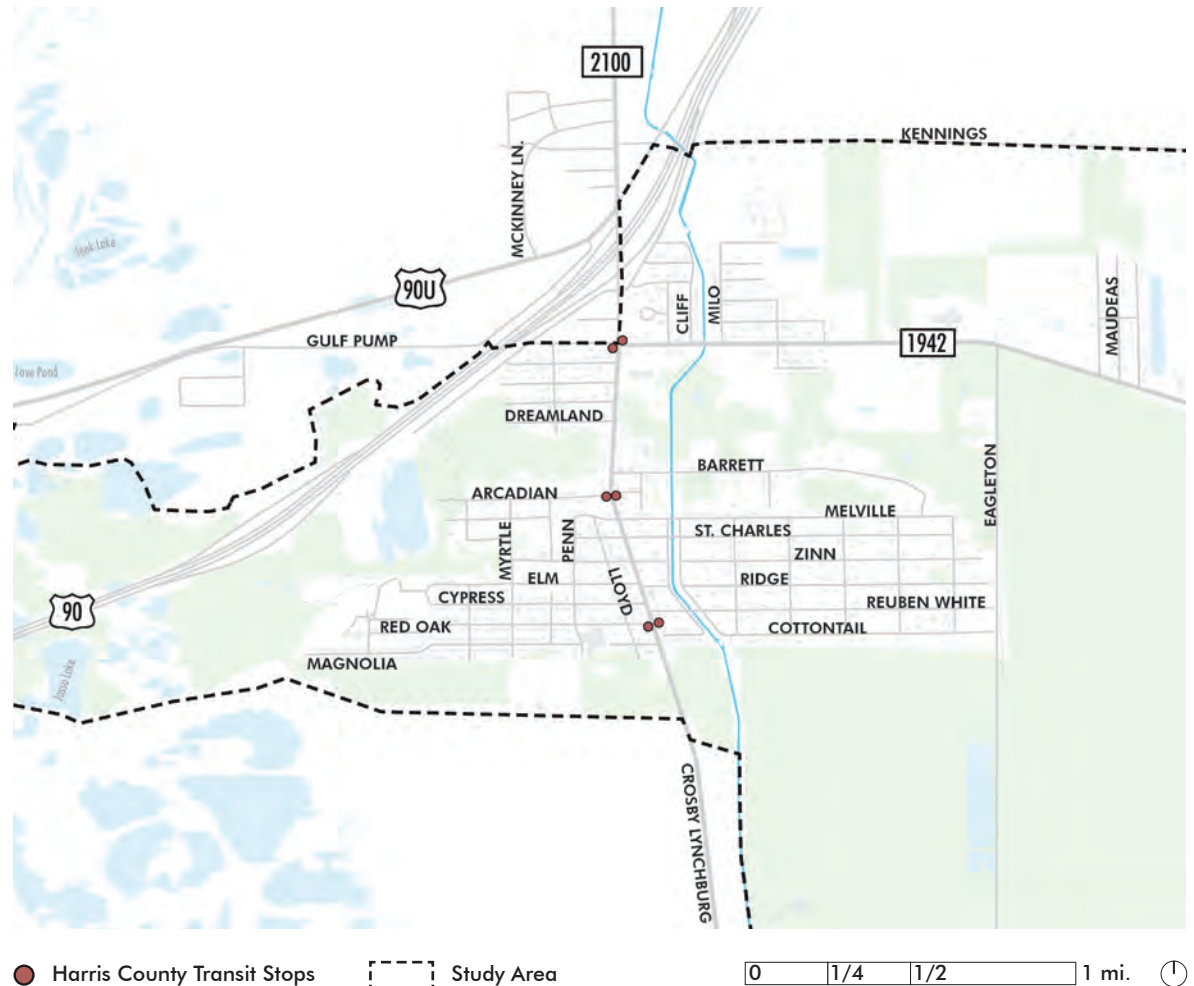 2100
KENNINGS
MCKINNEY LN.
Jink Lake
90U
CLIFF
MILO
MAUDEAS
GULF PUMP
1942
DREAMLAND
BARRETT
EAGLETON
ARCADIAN
MELVILLE
MYRTLE
PENN
ST. CHARLES
ZINN
ELM
LLOYD
RIDGE
90
CYPRESS
REUBEN WHITE
RED OAK
COTTONTAIL
MAGNOLIA
CROSBY LYNCHBURG
Harris County Transit Stops
Study Area
0 1/4 1/2 1 mi.